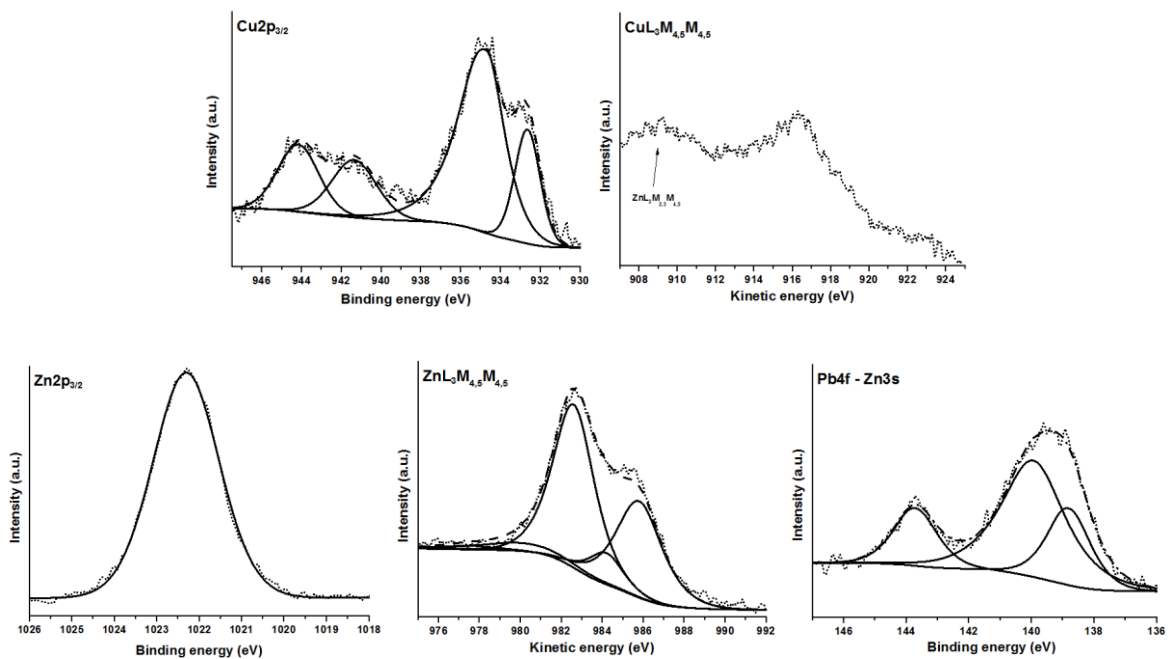 Cu2p3/2
Intensity (a.u.)
946 944 942 940 938 936 934 932 930
Binding energy (eV)
CuL3M4,5M4,5
Intensity (a.u.)
908 910 912 914 916 918 920 922 924
Kinetic energy (eV)
Zn2p3/2
Intensity (a.u.)
1026 1025 1024 1023 1022 1021 1020 1019 1018
Binding energy (eV)
ZnL3M4,5M4,5
Intensity (a.u.)
976 978 980 982 984 986 988 990 992
Kinetic energy (eV)
Pb4f - Zn3s
Intensity (a.u.)
146 144 142 140 138 136
Binding energy (eV)